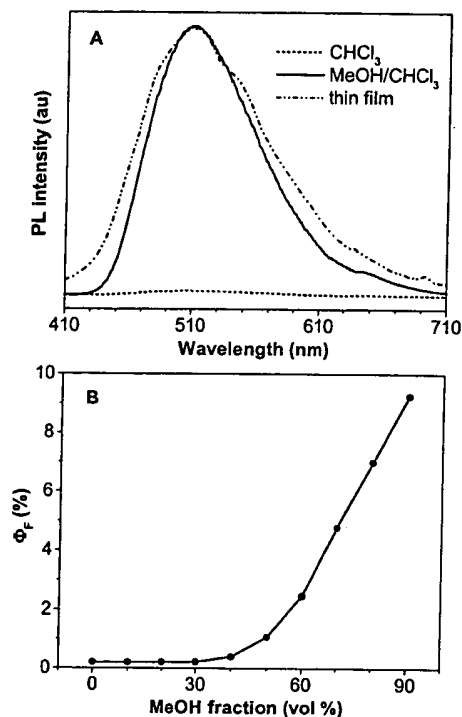 A
CHCl₃
MeOH/CHCl₃
thin film
PL intensity (au)
410 510 610 710
Wavelength (nm)
B
10
8
6
4
2
0
Φ_F (%)
0 30 60 90
MeOH fraction (vol %)